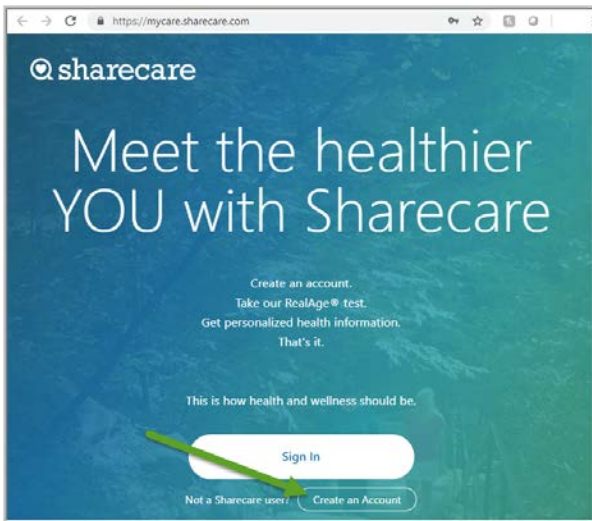 https://mycare.sharecare.com
sharecare
Meet the healthier
YOU with Sharecare
Create an account.
Take our RealAge® test.
Get personalized health information.
That's it.
This is how health and wellness should be.
Sign In
Not a Sharecare user? Create an Account